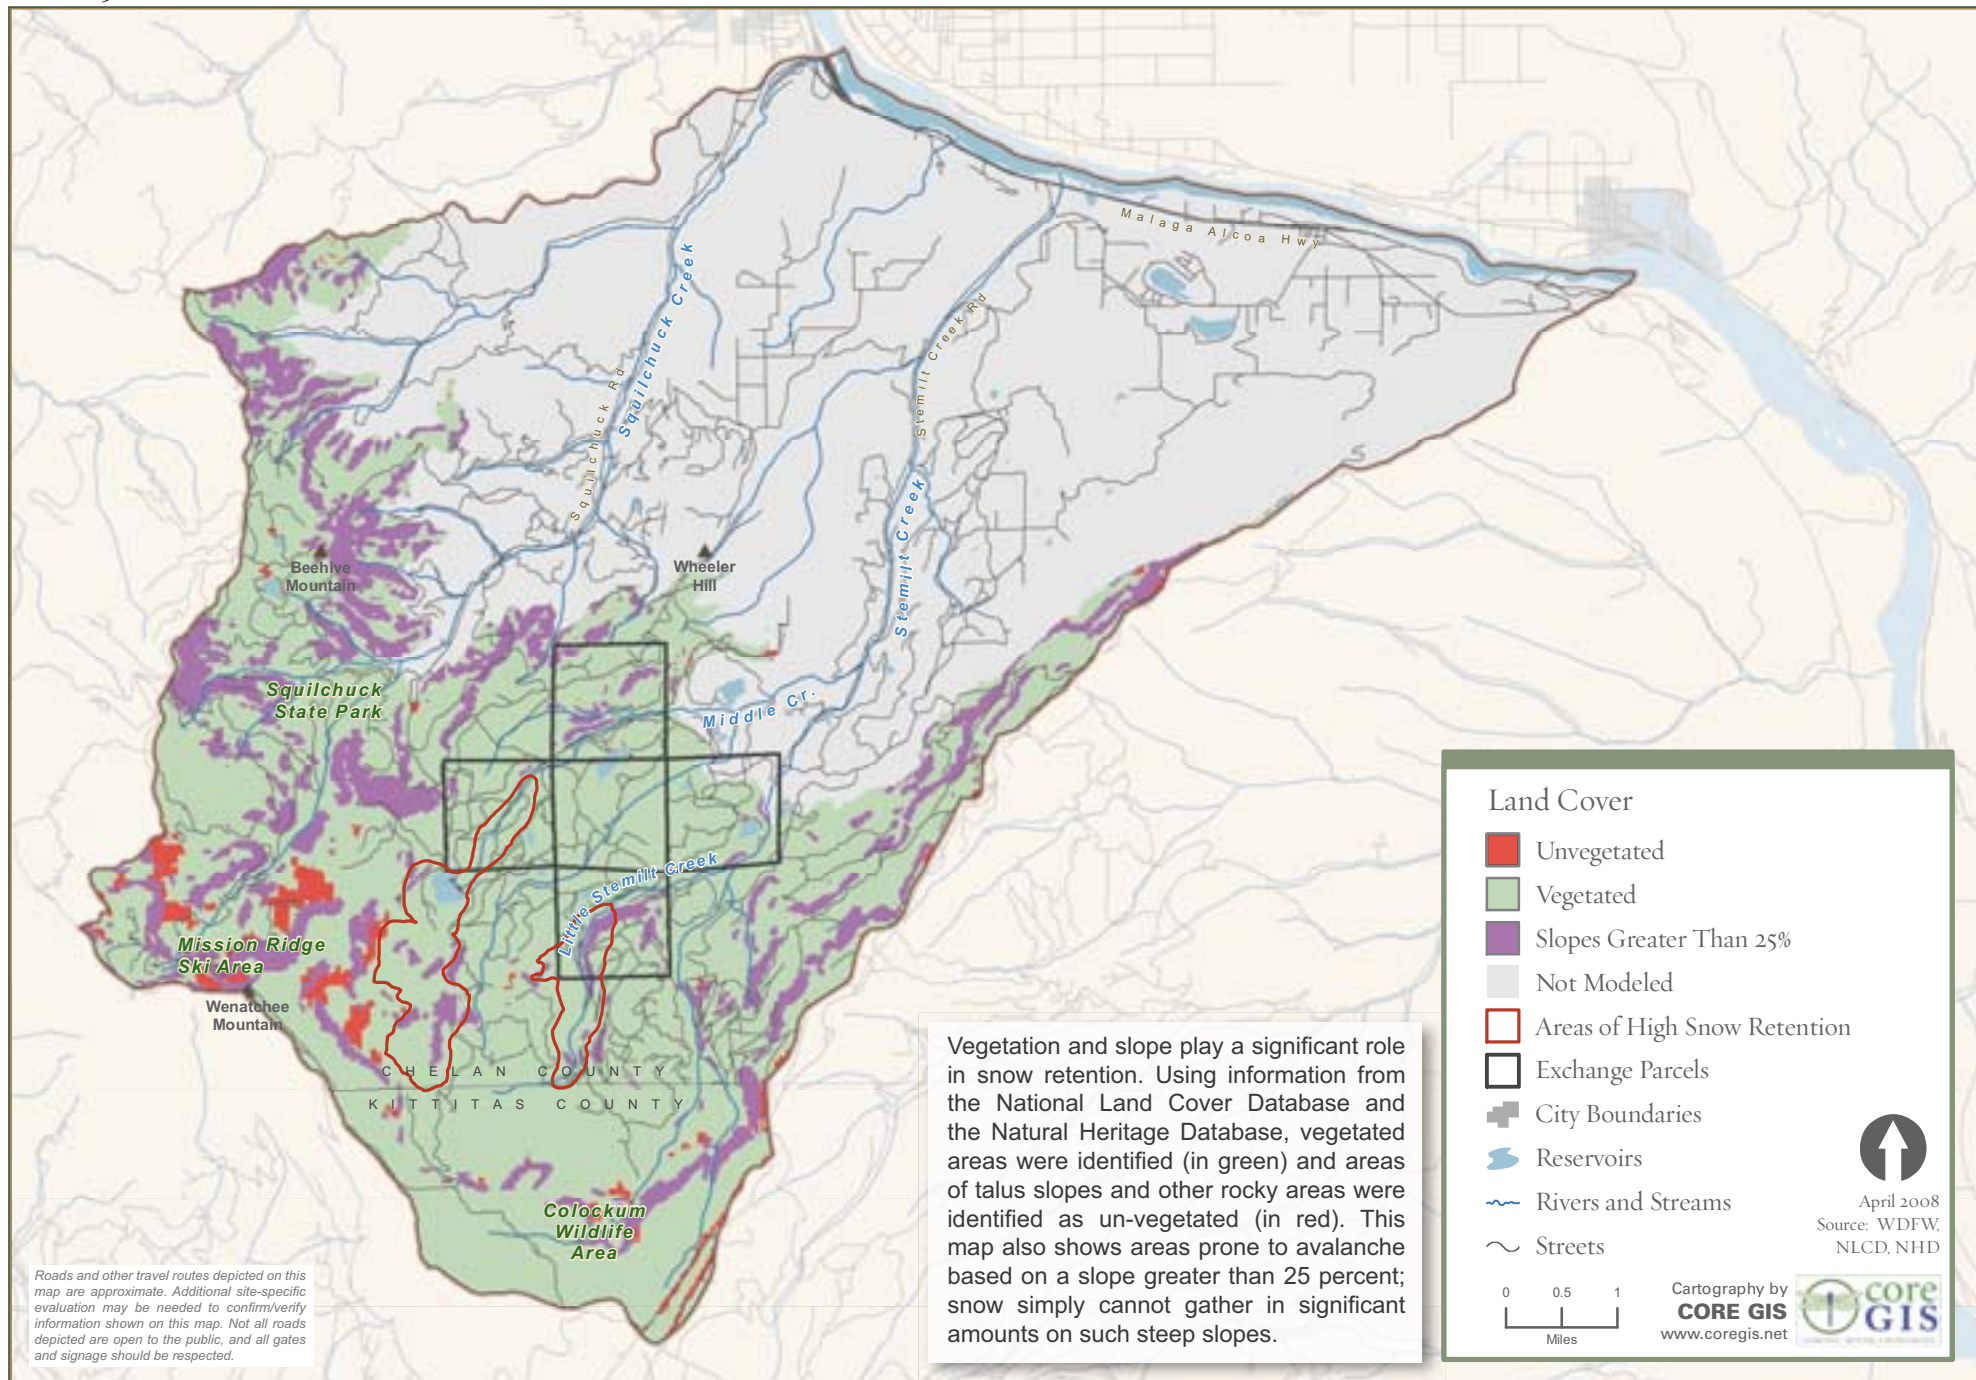 Malaga Alcoa Hwy
Squilchuck Creek
Squilchuck Rd
Stemilt Creek Rd
Stemilt Creek
Beehive
Mountain
Wheeler
Hill
Squilchuck
State Park
Middle Cr.
Little Stemilt Creek
Mission Ridge
Ski Area
Wenatchee
Mountain
CHELAN COUNTY
KITTITAS COUNTY
Colockum
Wildlife
Area
Roads and other travel routes depicted on this
map are approximate. Additional site-specific
evaluation may be needed to confirm/verify
information shown on this map. Not all roads
depicted are open to the public, and all gates
and signage should be respected.
Vegetation and slope play a significant role
in snow retention. Using information from
the National Land Cover Database and
the Natural Heritage Database, vegetated
areas were identified (in green) and areas
of talus slopes and other rocky areas were
identified as un-vegetated (in red). This
map also shows areas prone to avalanche
based on a slope greater than 25 percent;
snow simply cannot gather in significant
amounts on such steep slopes.
Land Cover
Unvegetated
Vegetated
Slopes Greater Than 25%
Not Modeled
Areas of High Snow Retention
Exchange Parcels
City Boundaries
Reservoirs
Rivers and Streams
Streets
April 2008
Source: WDFW,
NLCD, NHD
0 0.5 1
Miles
Cartography by
CORE GIS
www.coregis.net
core
GIS